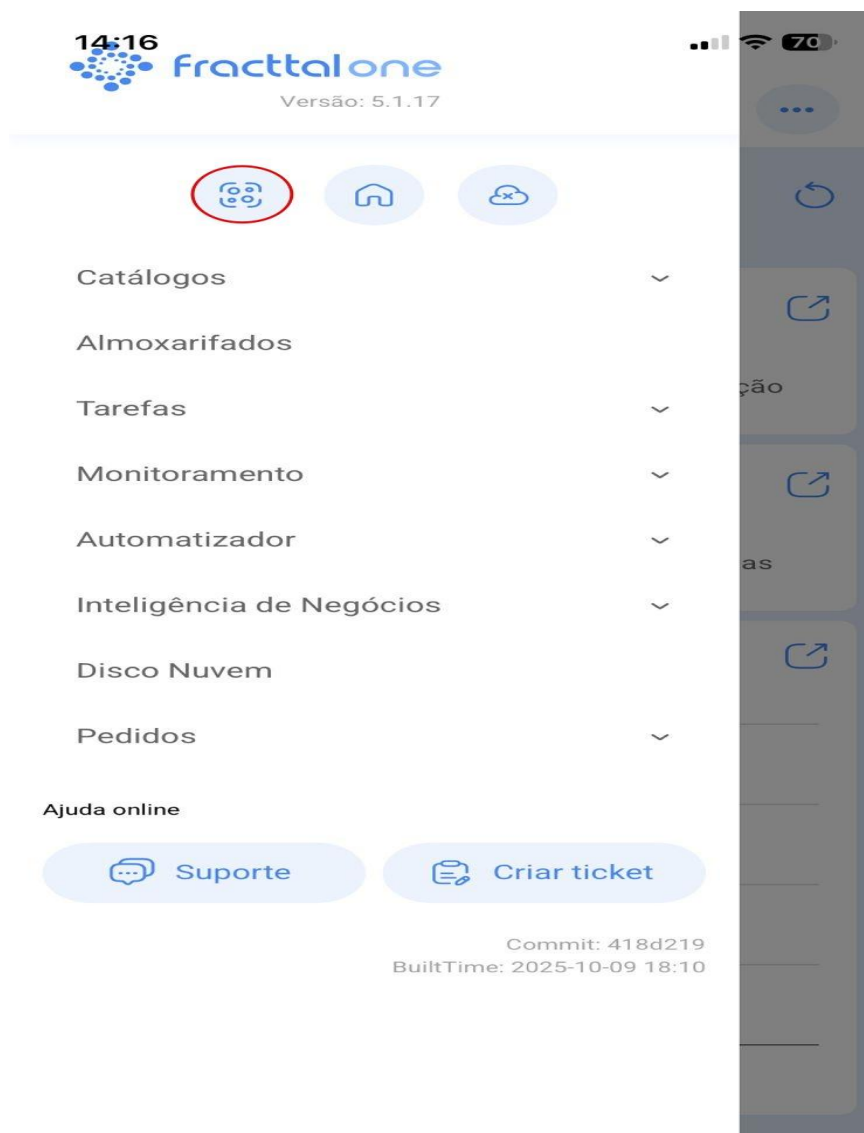 14:16
70
fracttalone
Versão: 5.1.17
Catálogos
Almoxarifados
ção
Tarefas
Monitoramento
Automatizador
as
Inteligência de Negócios
Disco Nuvem
Pedidos
Ajuda online
Suporte
Criar ticket
Commit: 418d219
BuiltTime: 2025-10-09 18:10